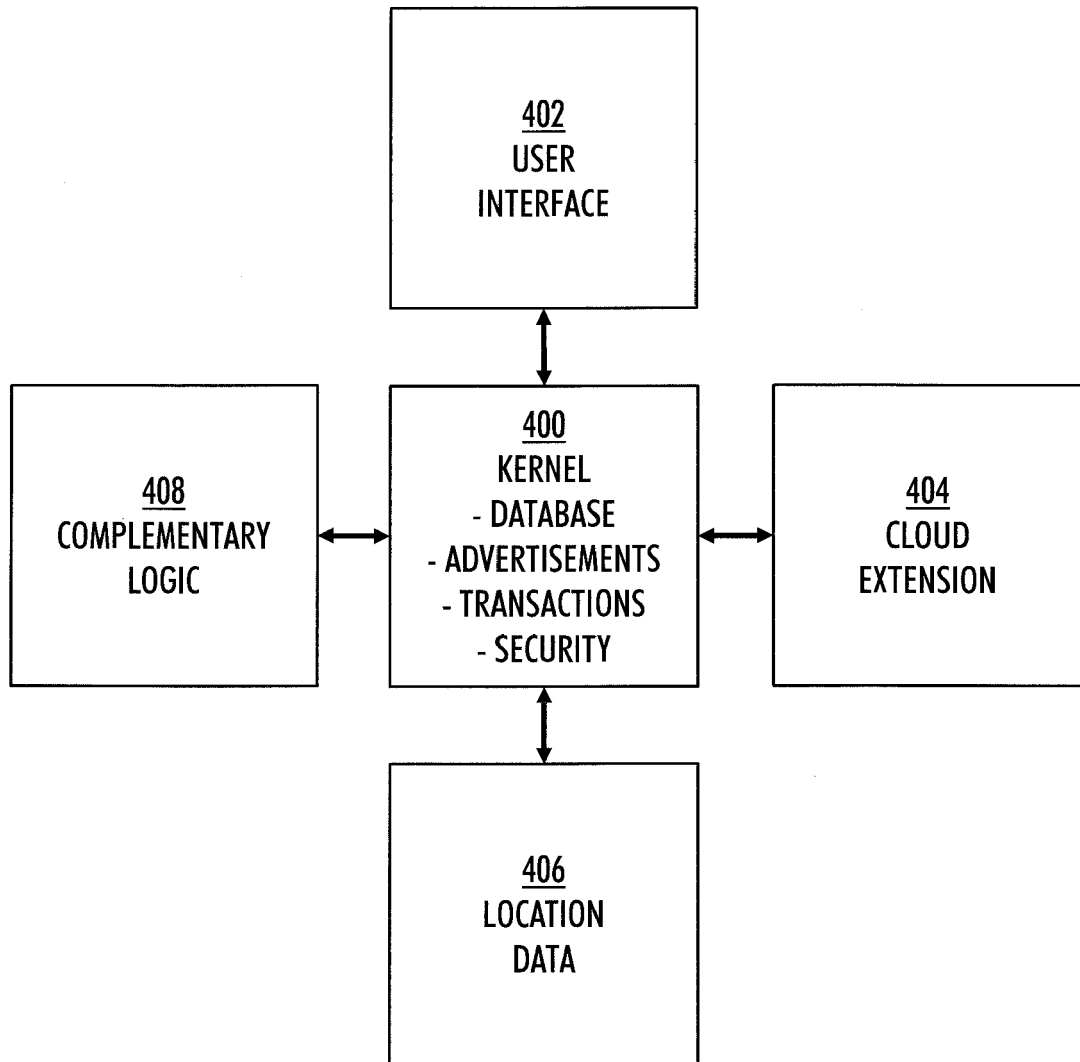 402
USER
INTERFACE
408
COMPLEMENTARY
LOGIC
400
KERNEL
- DATABASE
- ADVERTISEMENTS
- TRANSACTIONS
- SECURITY
404
CLOUD
EXTENSION
406
LOCATION
DATA